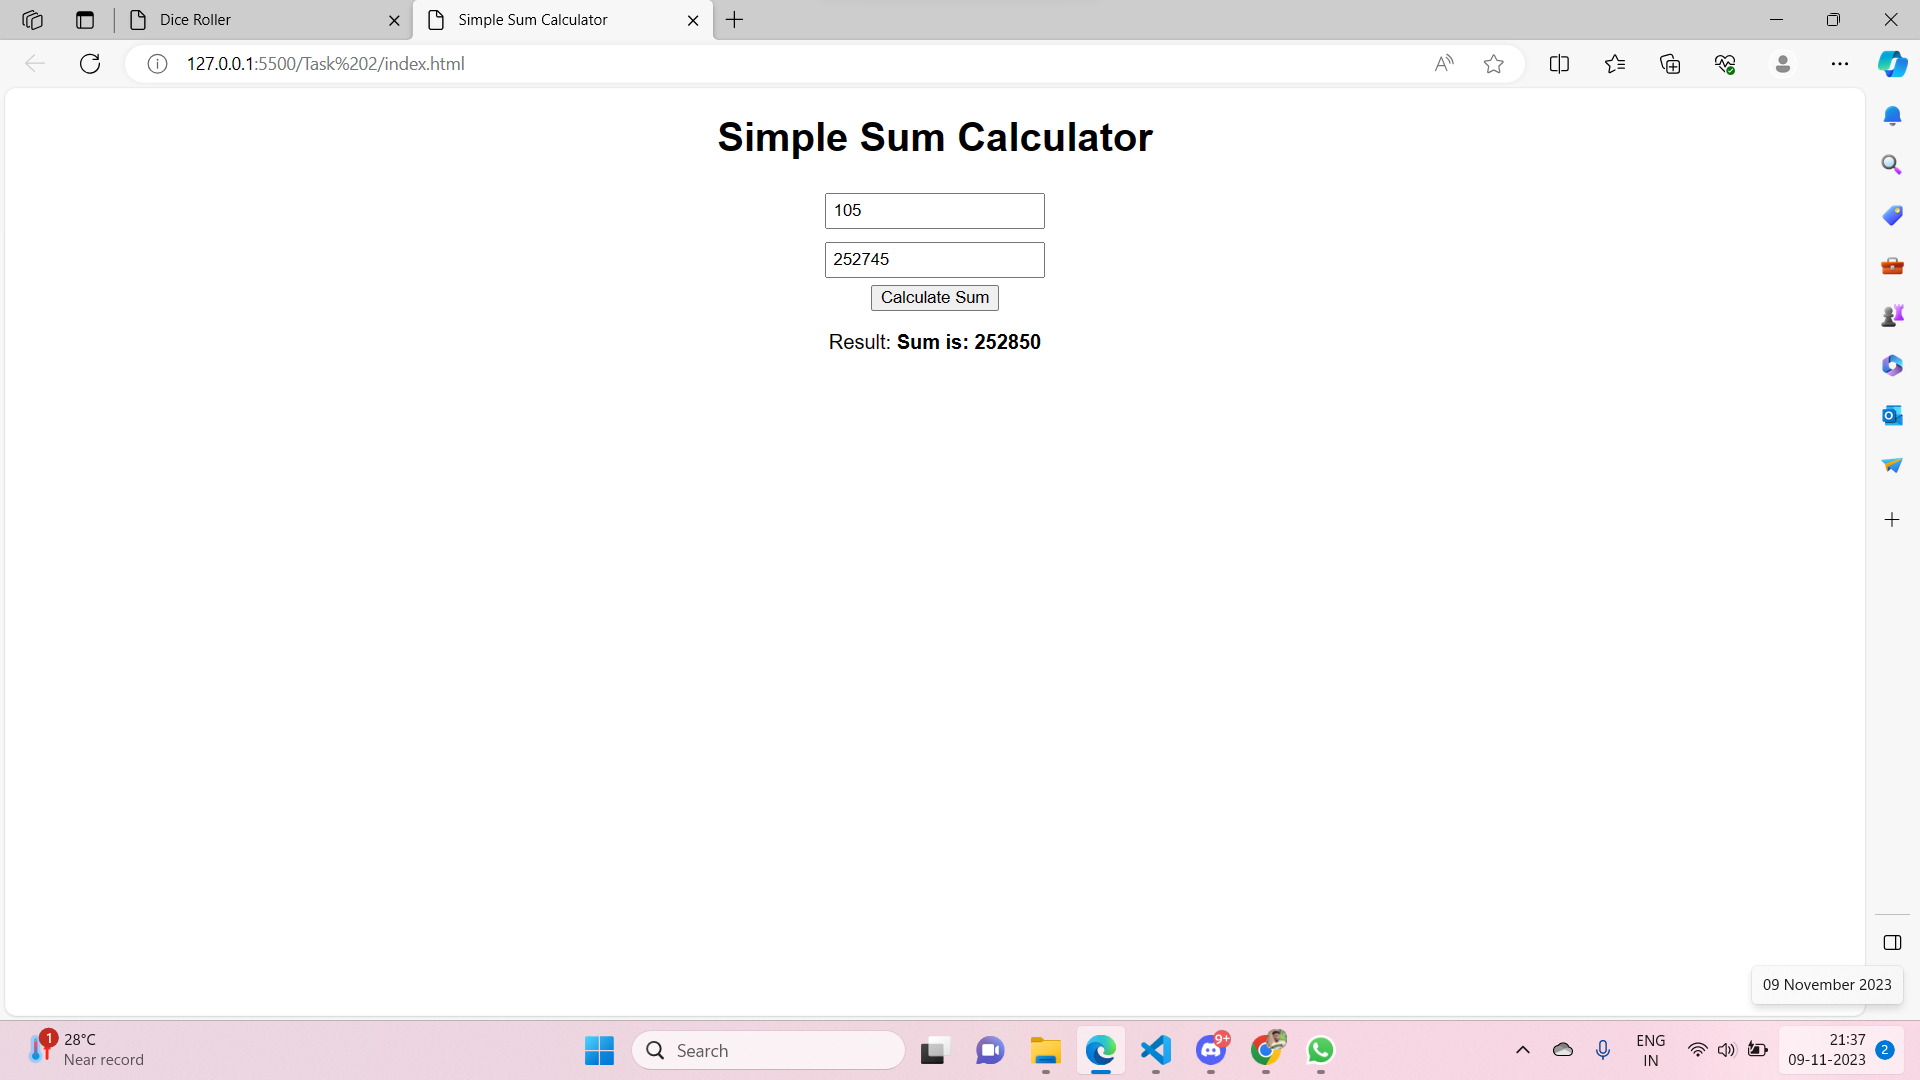 Dice Roller
Simple Sum Calculator
127.0.0.1:5500/Task%202/index.html
Simple Sum Calculator
105
252745
Calculate Sum
Result: Sum is: 252850
09 November 2023
1
28°C
Near record
Search
9+
ENG
IN
21:37
09-11-2023
2